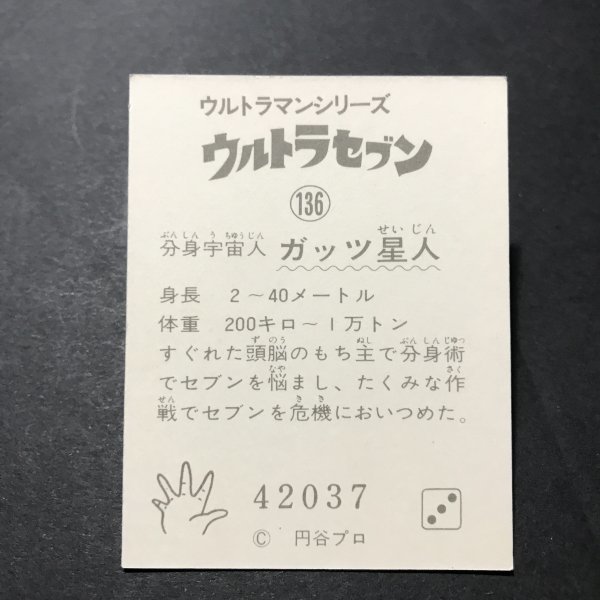 ウルトラマンシリーズ
ウルトラセブン
136
ぶんしん う ちゅうじん せい じん
分身宇宙人 ガッツ星人
身長 2～40メートル
体重 200キロ～1万トン
ず のう ぬし ぶん しんじゅつ
すぐれた頭脳のもち主で分身術
なや さく
でセブンを悩まし、たくみな作
せん き き
戦でセブンを危機においつめた。
42037
© 円谷プロ